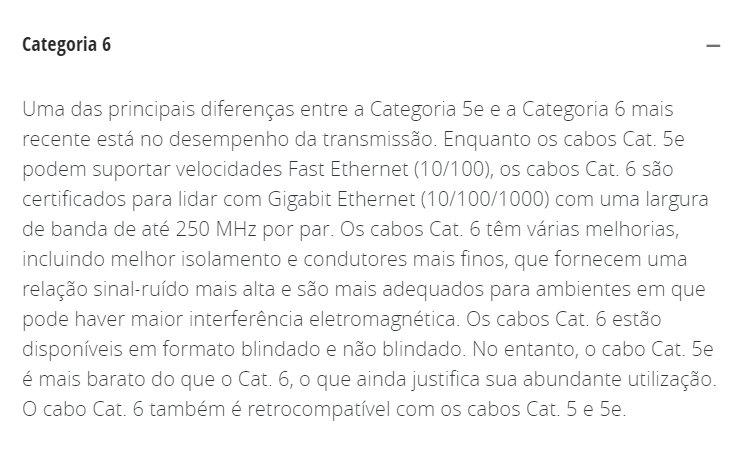 Categoria 6
Uma das principais diferenças entre a Categoria 5e e a Categoria 6 mais
recente está no desempenho da transmissão. Enquanto os cabos Cat. 5e
podem suportar velocidades Fast Ethernet (10/100), os cabos Cat. 6 são
certificados para lidar com Gigabit Ethernet (10/100/1000) com uma largura
de banda de até 250 MHz por par. Os cabos Cat. 6 têm várias melhorias,
incluindo melhor isolamento e condutores mais finos, que fornecem uma
relação sinal-ruído mais alta e são mais adequados para ambientes em que
pode haver maior interferência eletromagnética. Os cabos Cat. 6 estão
disponíveis em formato blindado e não blindado. No entanto, o cabo Cat. 5e
é mais barato do que o Cat. 6, o que ainda justifica sua abundante utilização.
O cabo Cat. 6 também é retrocompatível com os cabos Cat. 5 e 5e.